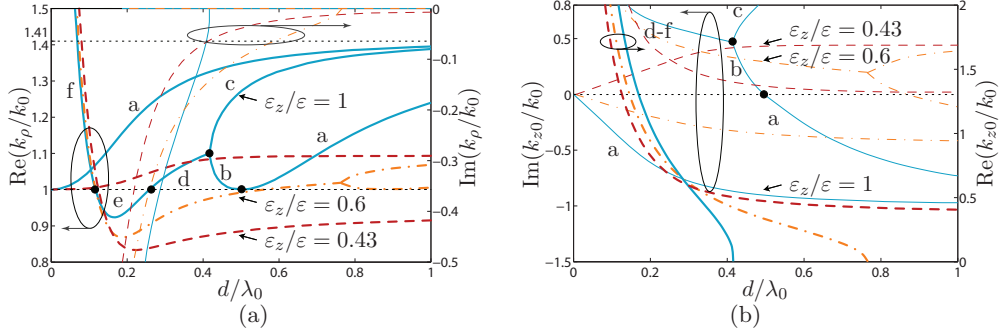 1.5
1.41
1.4
1.3
1.2
1.1
1
0.9
0.8
Re(kρ/k0)
0
-0.1
-0.2
-0.3
-0.4
-0.5
Im(kρ/k0)
f
a
c
εz/ε = 1
a
d
b
e
εz/ε = 0.6
εz/ε = 0.43
0 0.2 0.4 0.6 0.8 1
d/λ0
(a)
0.8
0.5
0
-0.5
-1
-1.5
Im(kz0/k0)
2
1.5
1
0.5
0
Re(kz0/k0)
c
d-f
εz/ε = 0.43
b
εz/ε = 0.6
a
a
εz/ε = 1
0 0.2 0.4 0.6 0.8 1
d/λ0
(b)